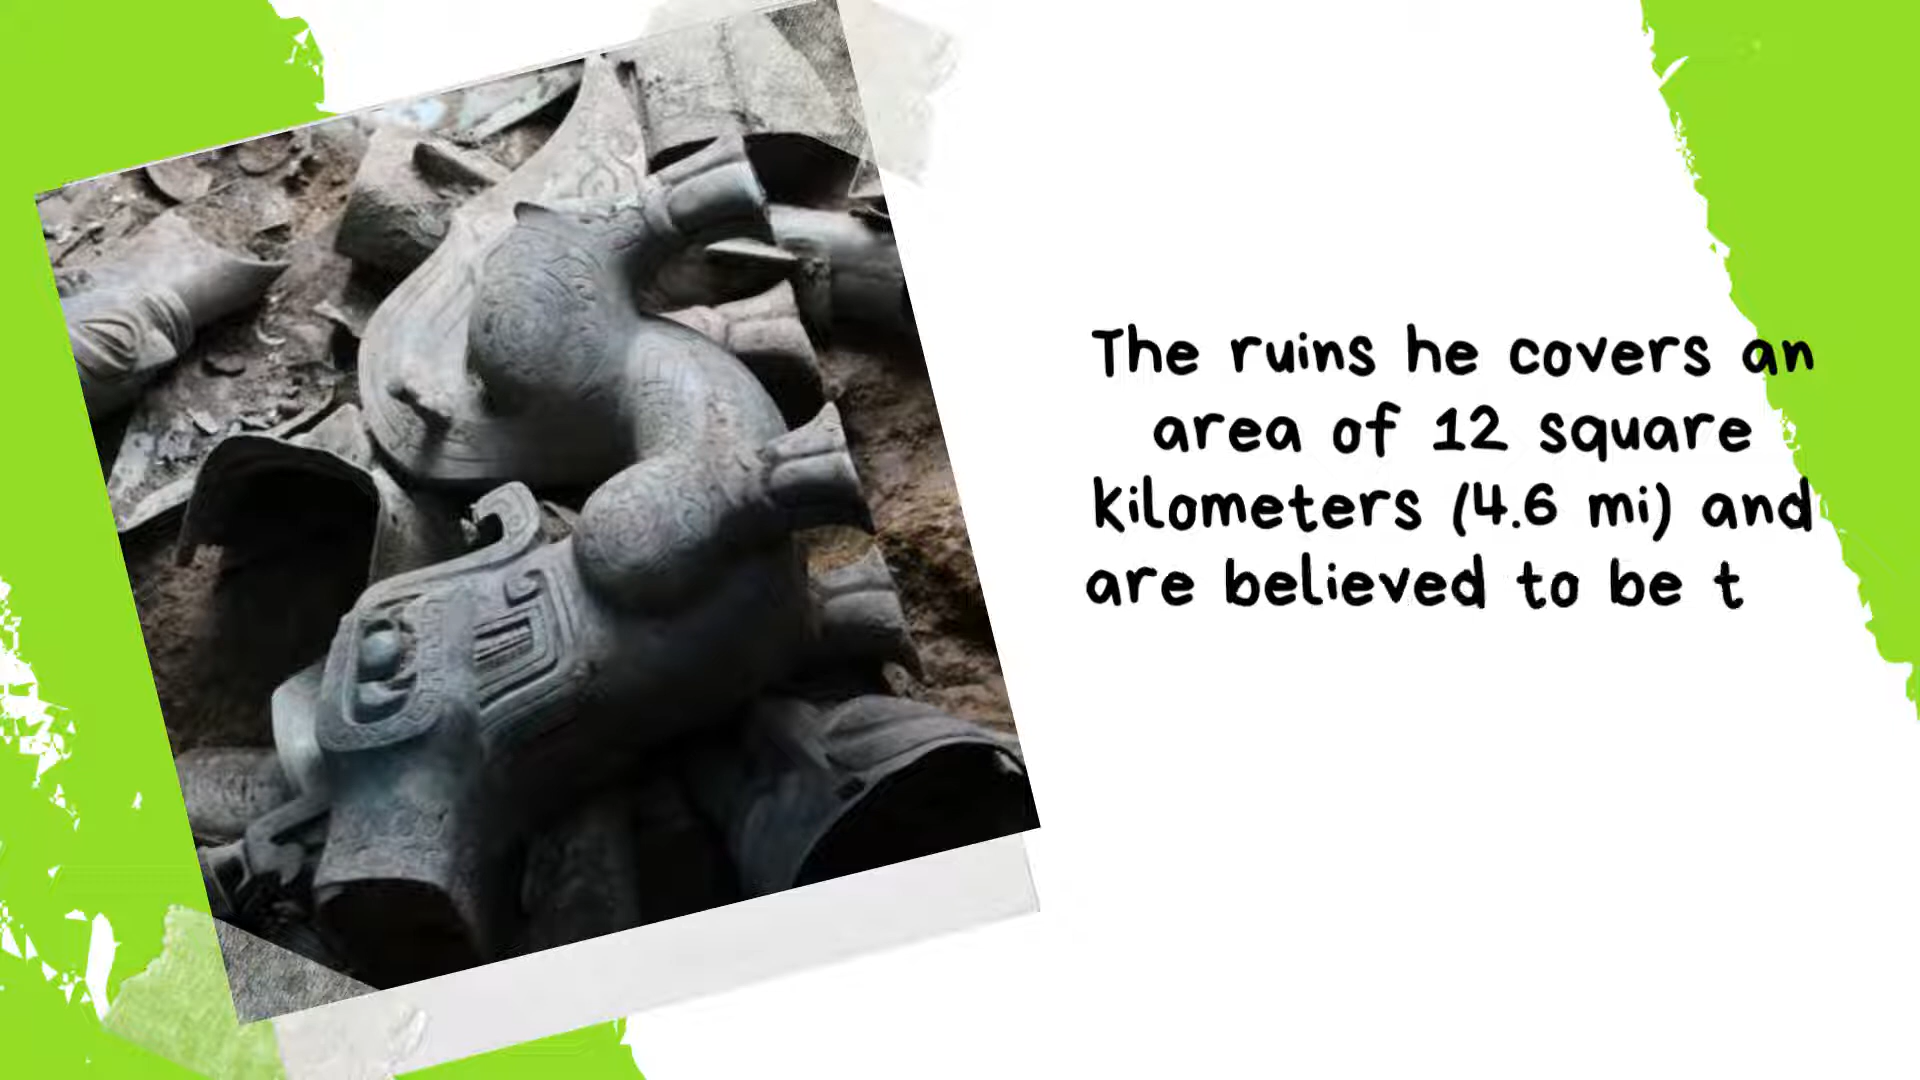 The ruins he covers an
area of 12 square
kilometers (4.6 mi) and
are believed to be t